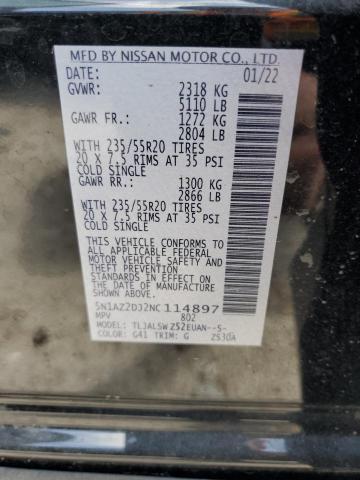 MFD BY NISSAN MOTOR CO., LTD.
DATE: 01/22
GVWR: 2318 KG
5110 LB
GAWR FR.: 1272 KG
2804 LB
WITH 235/55R20 TIRES
20 X 7.5 RIMS AT 35 PSI
COLD SINGLE
GAWR RR.: 1300 KG
2866 LB
WITH 235/55R20 TIRES
20 X 7.5 RIMS AT 35 PSI
COLD SINGLE
THIS VEHICLE CONFORMS TO
ALL APPLICABLE FEDERAL
MOTOR VEHICLE SAFETY, BUMPER, AND
THEFT PREVENTION
STANDARDS IN EFFECT ON
THE DATE OF MANUFACTURE
SHOWN ABOVE.
5N1AZ2DJ2NC114897
MPV 802
MODEL: TLJALSWZ52EUAN--S-
COLOR: G41 TRIM: G Z530A